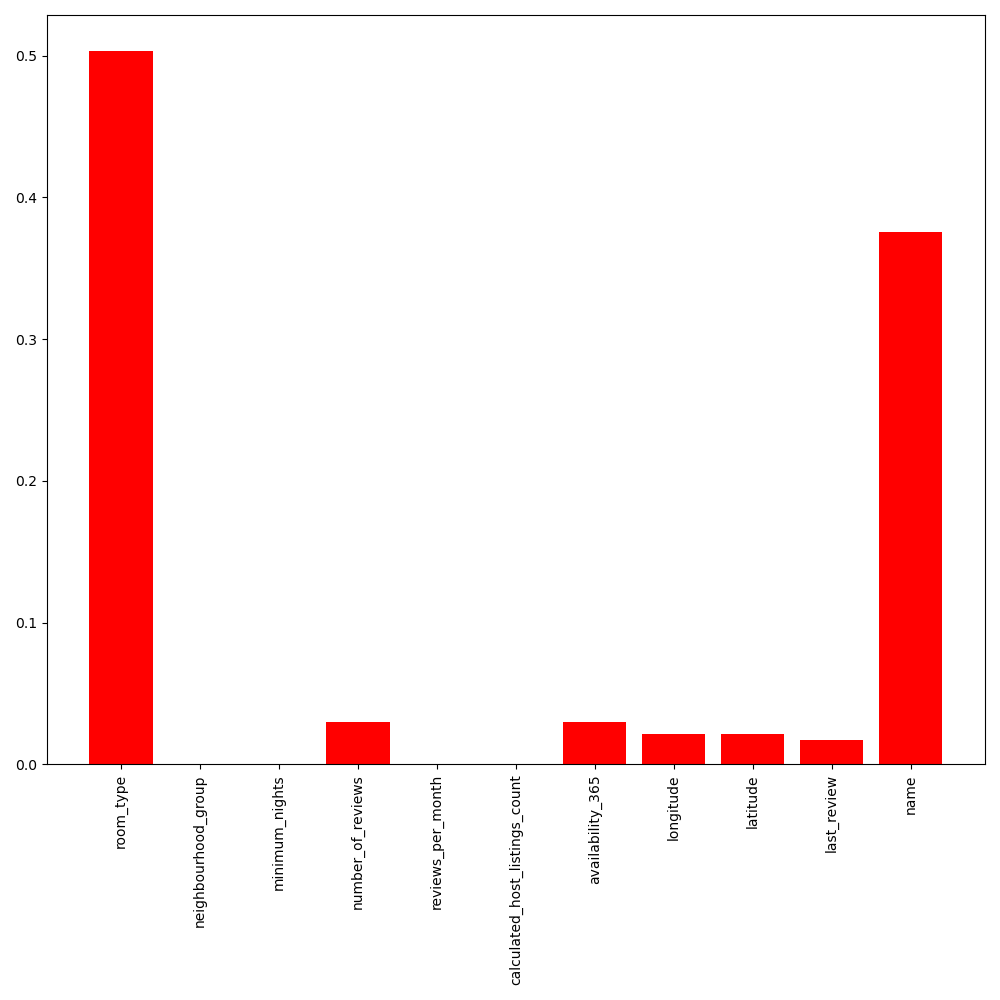 0.5
0.4
0.3
0.2
0.1
0.0
room_type
neighbourhood_group
minimum_nights
number_of_reviews
reviews_per_month
calculated_host_listings_count
availability_365
longitude
latitude
last_review
name